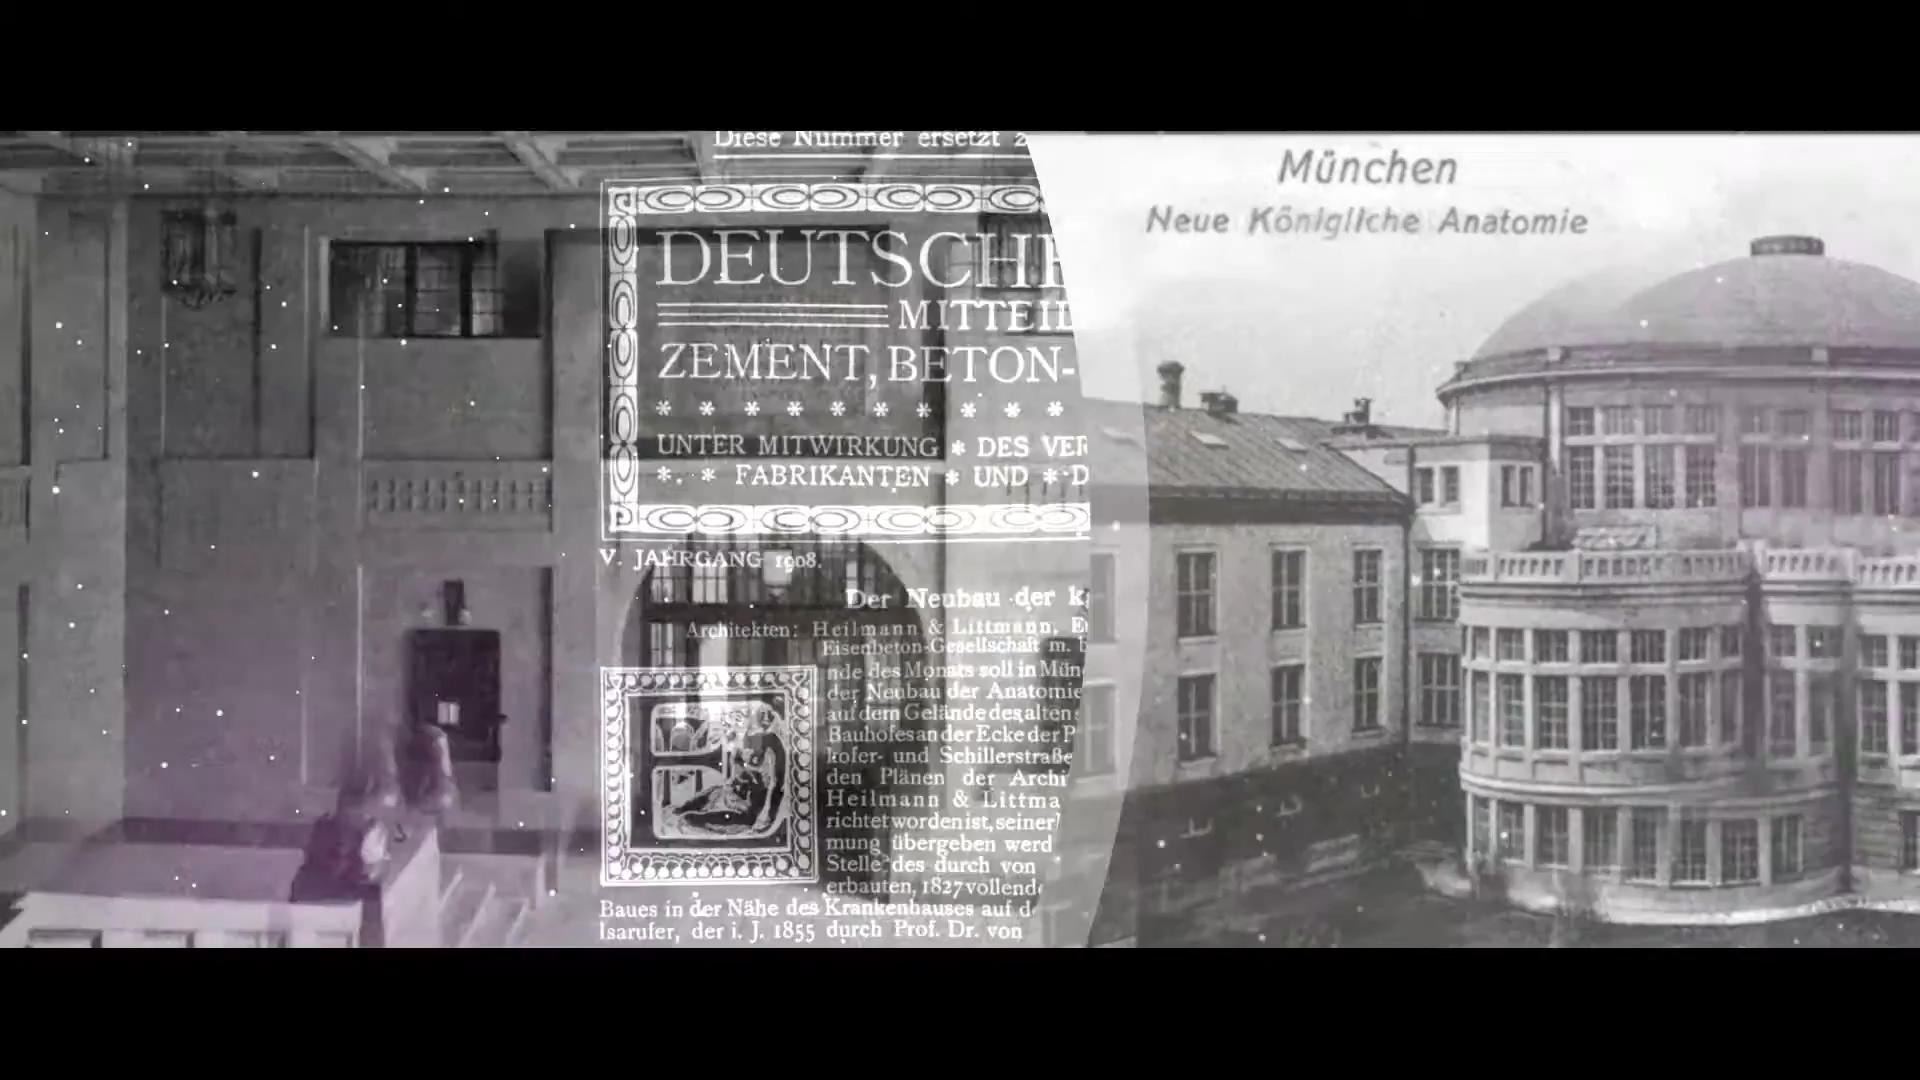 Diese Nummer ersetzt
DEUTSCHE
MITTEIL
ZEMENT, BETON-
* * * * * * * * * *
UNTER MITWIRKUNG * DES VER
*. * FABRIKANTEN * UND * D
V. JAHRGANG 1908.
Der Neubau der k
Architekten: Heilmann & Littmann,
Eisenbeton-Gesellschaft m. b
nde des Monats soll in Mün
der Neubau der Anatomie
auf dem Gelände des alten
Bauhofes an der Ecke der P
kofer- und Schillerstraße
den Plänen der Archi
Heilmann & Littma
richtet worden ist, seiner
mung übergeben werd
Stelle des durch von
erbauten, 1827 vollend
Baues in der Nähe des Krankenhauses auf d
Isarufer, der i. J. 1855 durch Prof. Dr. von
München
Neue Königliche Anatomie